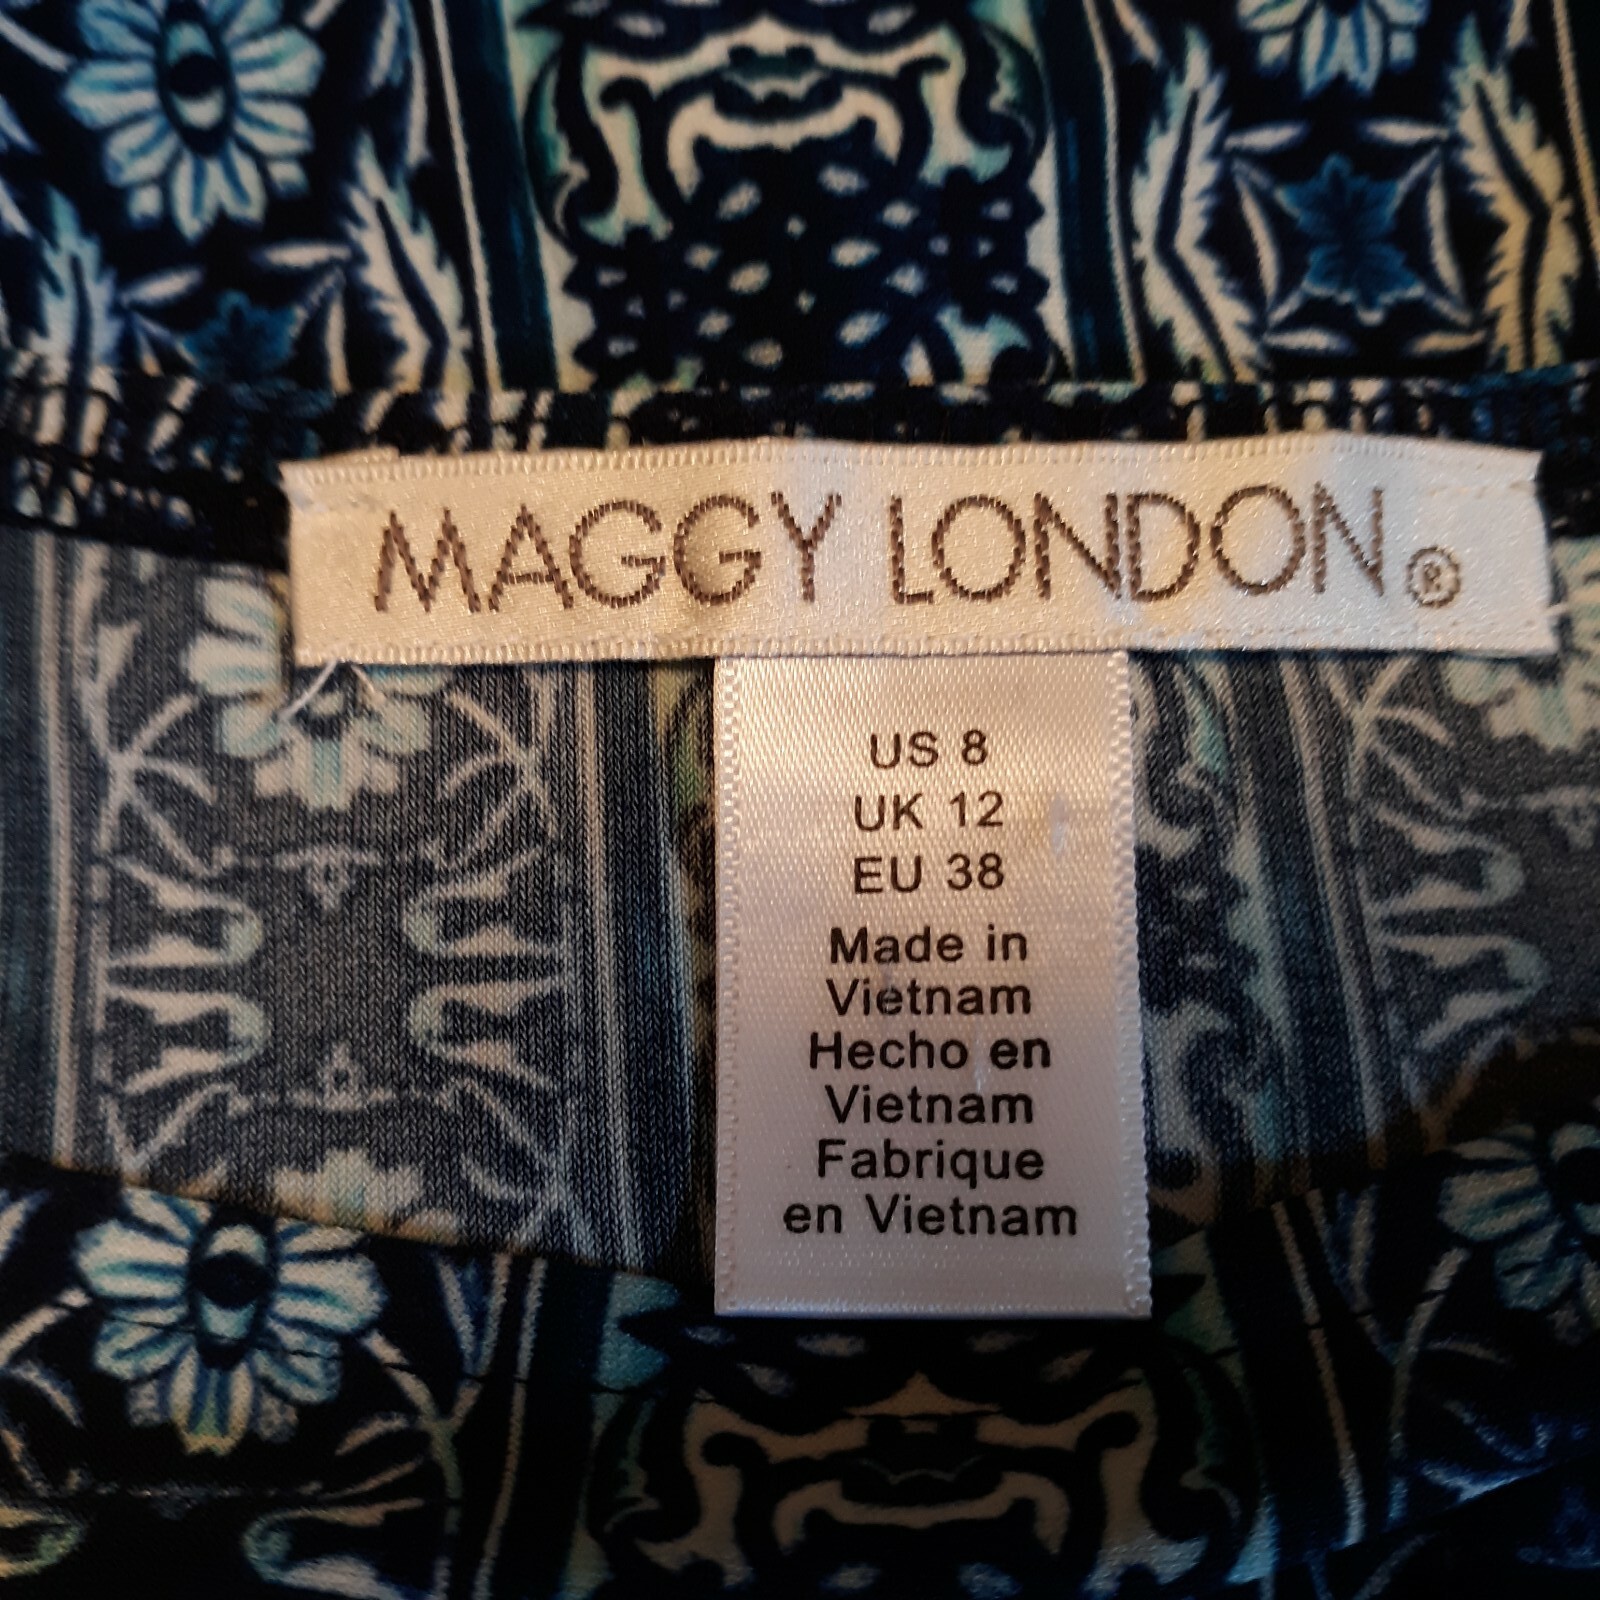 MAGGY LONDON®
US 8
UK 12
EU 38
Made in
Vietnam
Hecho en
Vietnam
Fabrique
en Vietnam